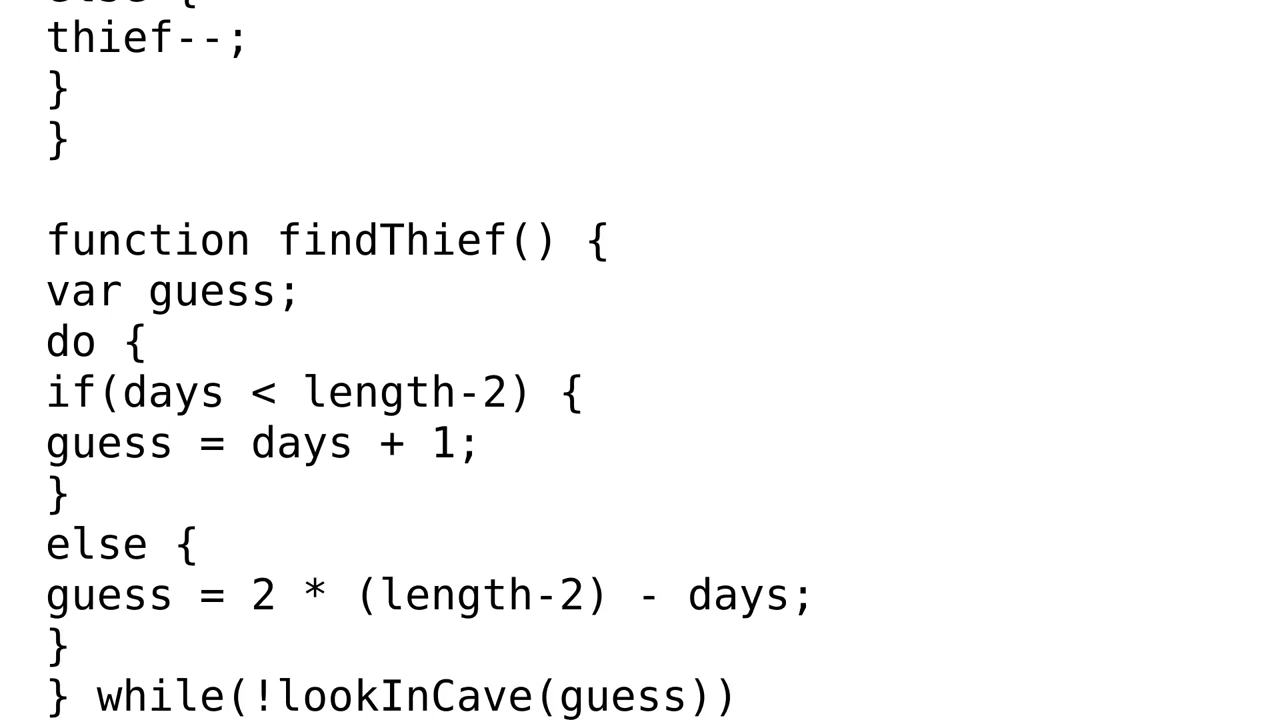 else {
thief--;
}
}
function findThief() {
var guess;
do {
if(days < length-2) {
guess = days + 1;
}
else {
guess = 2 * (length-2) - days;
}
} while(!lookInCave(guess))